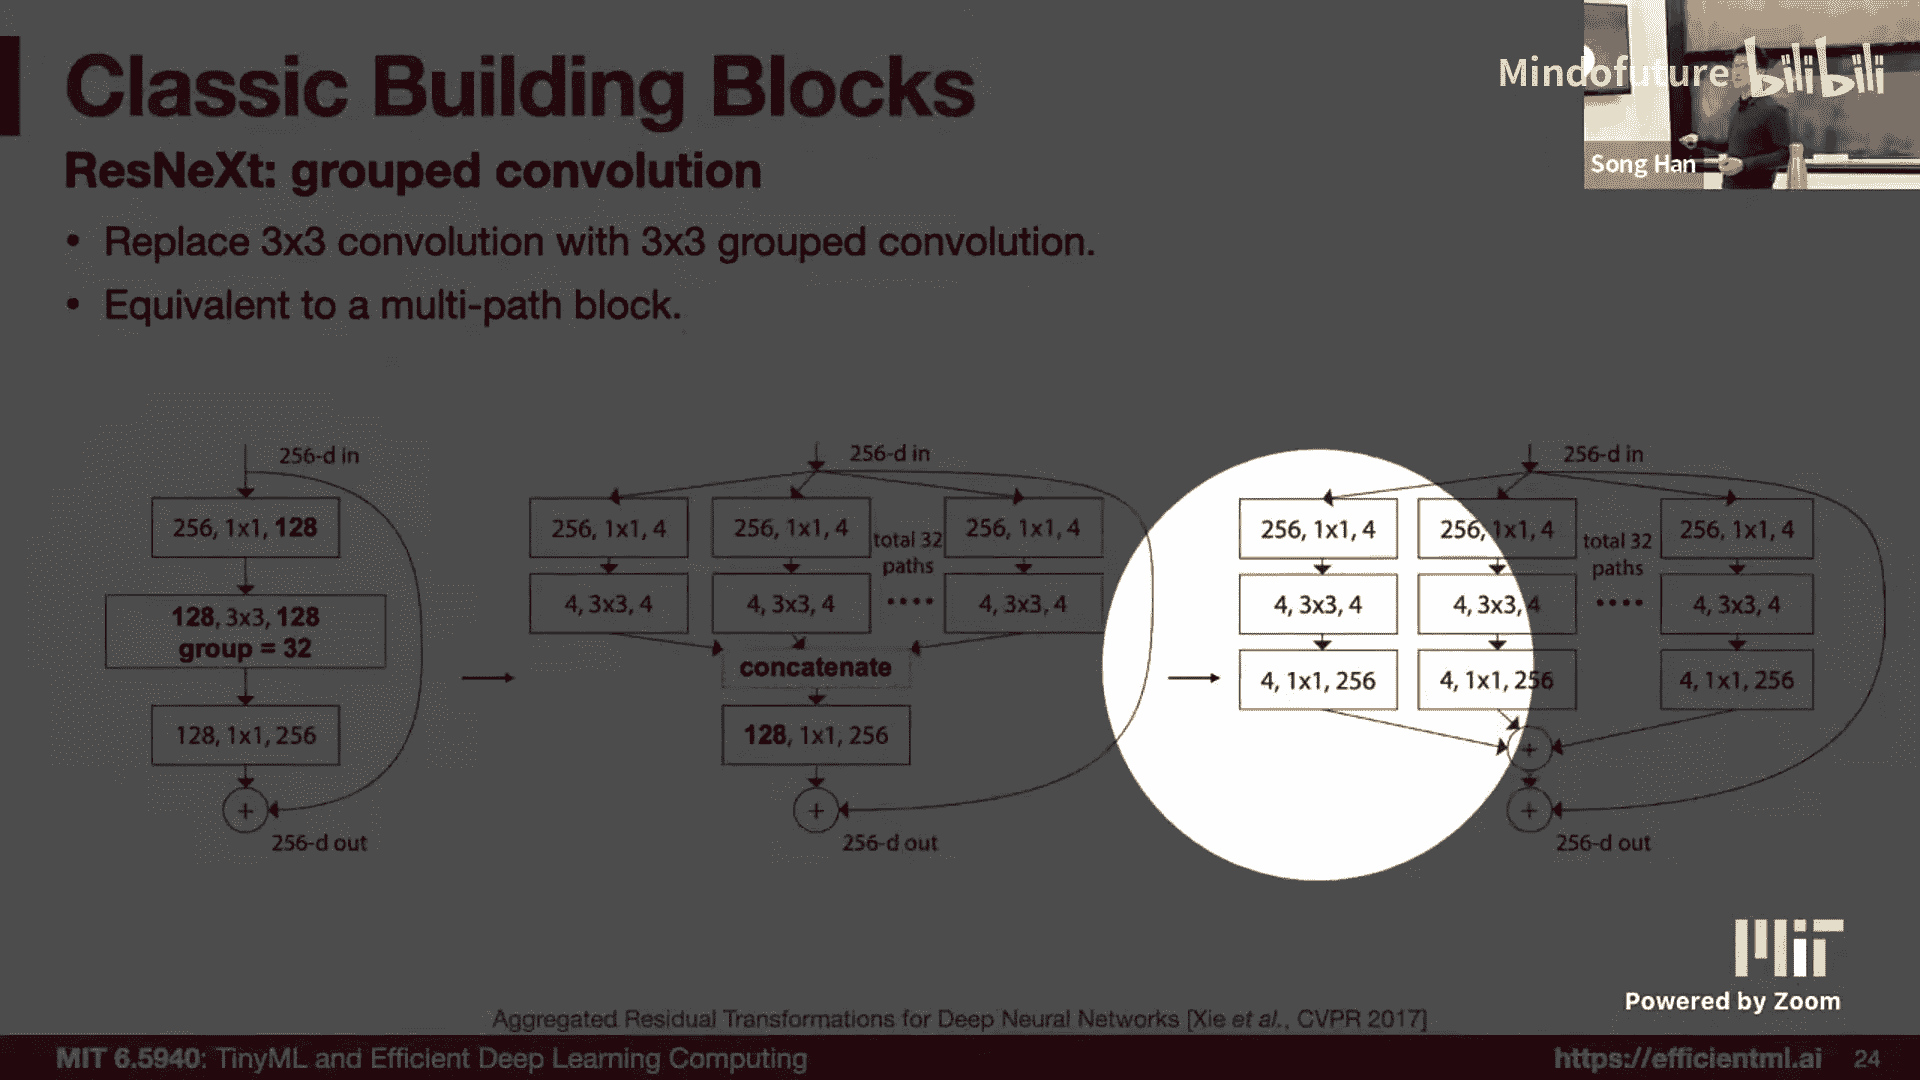 Classic Building Blocks
Mindofuture bilibili
Song Han
ResNeXt: grouped convolution
• Replace 3x3 convolution with 3x3 grouped convolution.
• Equivalent to a multi-path block.
256-d in
256, 1x1, 128
128, 3x3, 128
group = 32
128, 1x1, 256
+
256-d out
256-d in
256, 1x1, 4
256, 1x1, 4
total 32
paths
256, 1x1, 4
4, 3x3, 4
4, 3x3, 4
4, 3x3, 4
concatenate
128, 1x1, 256
+
256-d out
256-d in
256, 1x1, 4
256, 1x1, 4
total 32
paths
256, 1x1, 4
4, 3x3, 4
4, 3x3, 4
4, 3x3, 4
4, 1x1, 256
4, 1x1, 256
4, 1x1, 256
+
+
256-d out
MIT
Powered by Zoom
Aggregated Residual Transformations for Deep Neural Networks [Xie et al., CVPR 2017]
MIT 6.5940: TinyML and Efficient Deep Learning Computing
https://efficientml.ai 24